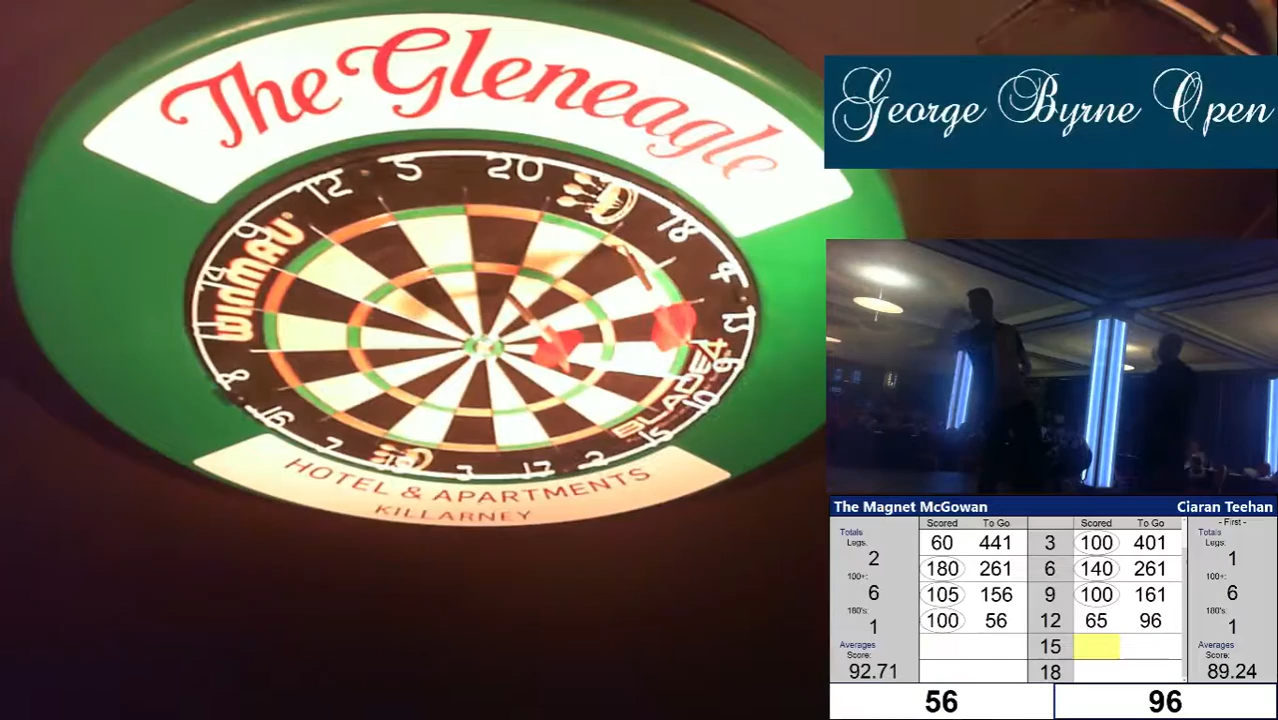 The Gleneagle
George Byrne Open
5 20
12
18
9
4
14
WINMAU
11
8
BLADE 4
10
16
15
7
3 17 2
HOTEL & APARTMENTS
KILLARNEY
The Magnet McGowan Ciaran Teehan
Scored To Go Scored To Go - First -
Totals 60 441 3 100 401 Totals
Legs: Legs:
2 180 261 6 140 261 1
100+: 100+:
6 105 156 9 100 161 6
180's: 180's:
1 100 56 12 65 96 1
Averages 15 Averages
Score: Score:
92.71 18 89.24
56 96